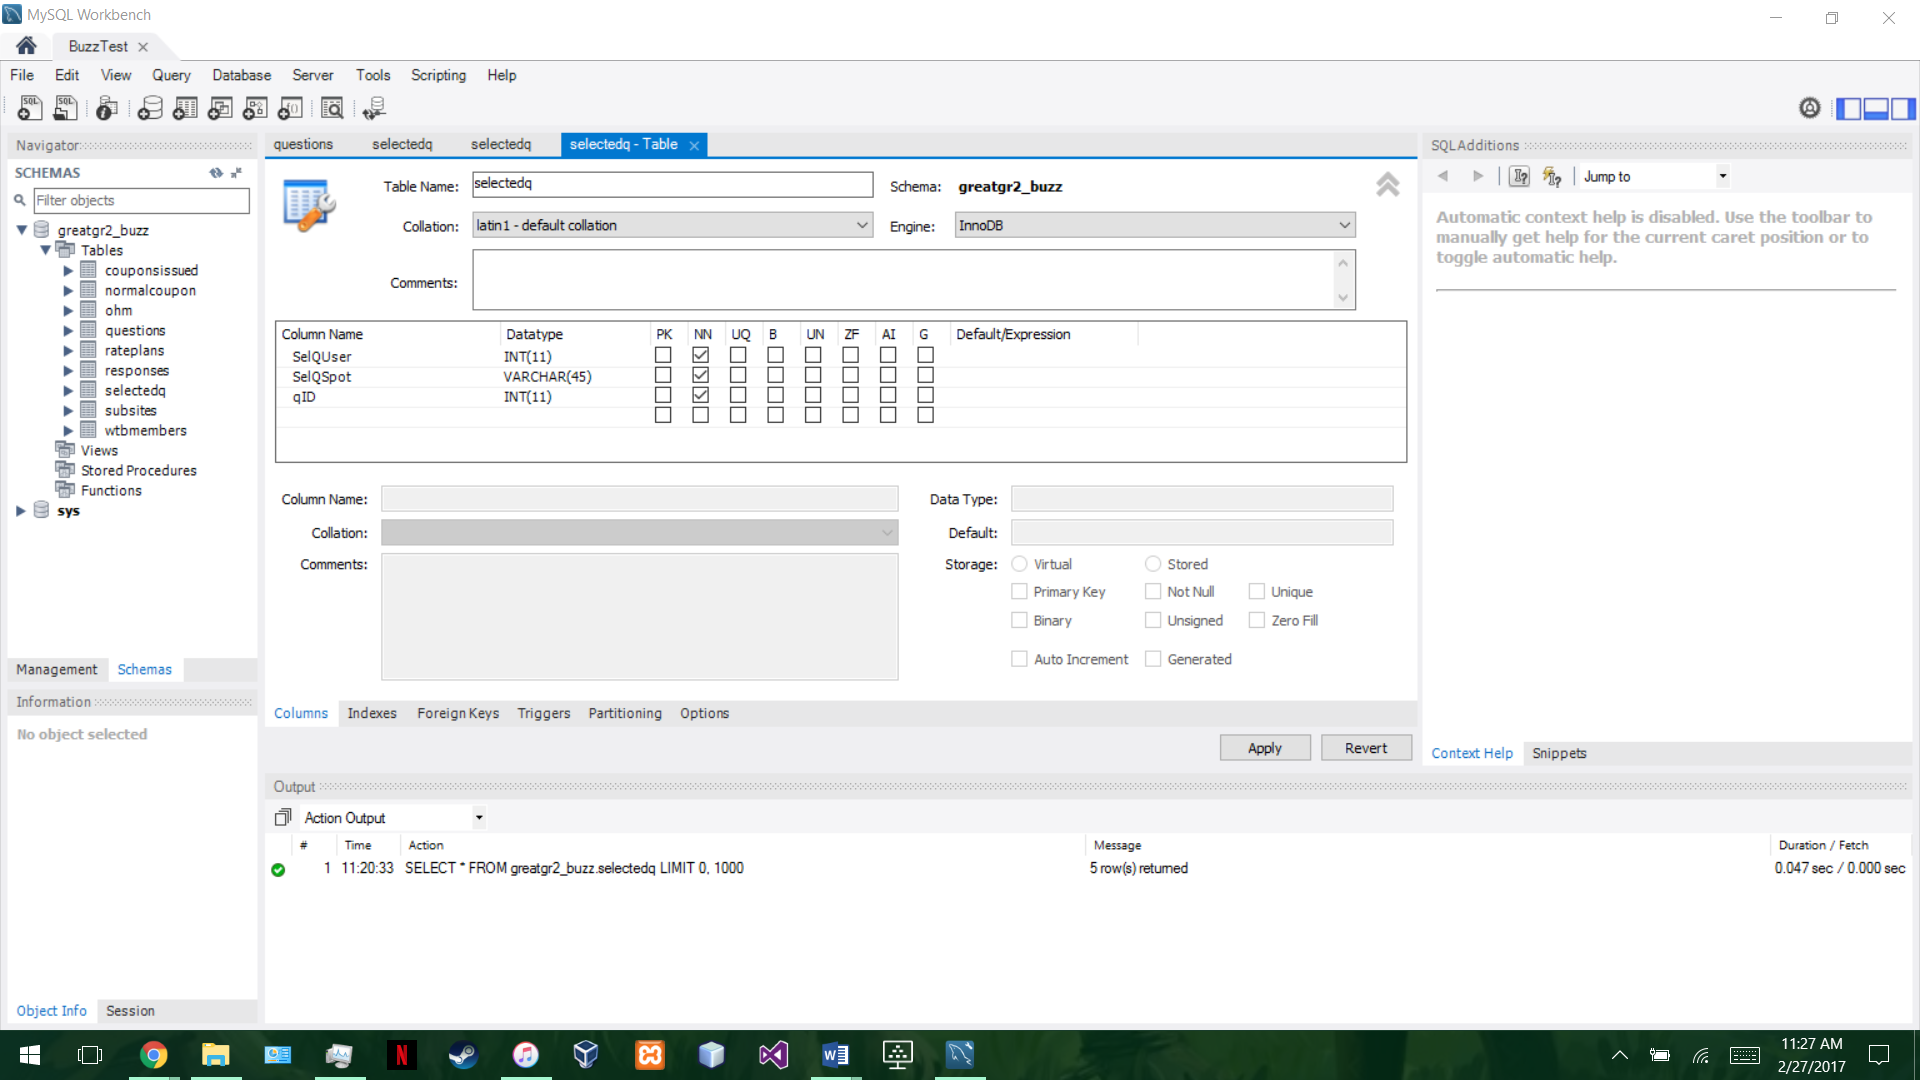 MySQL Workbench
BuzzTest
File Edit View Query Database Server Tools Scripting Help
Navigator
SCHEMAS
Filter objects
greatgr2_buzz
Tables
couponsissued
normalcoupon
ohm
questions
rateplans
responses
selectedq
subsites
wtbmembers
Views
Stored Procedures
Functions
sys
Management Schemas
Information
No object selected
Object Info Session
questions selectedq selectedq selectedq - Table
Table Name: selectedq Schema: greatgr2_buzz
Collation: latin1 - default collation Engine: InnoDB
Comments:
Column Name Datatype PK NN UQ B UN ZF AI G Default/Expression
SelQUser INT(11)
SelQSpot VARCHAR(45)
qID INT(11)
Column Name: Data Type:
Collation: Default:
Comments: Storage: Virtual Stored
Primary Key Not Null Unique
Binary Unsigned Zero Fill
Auto Increment Generated
Columns Indexes Foreign Keys Triggers Partitioning Options
Apply Revert
SQLAdditions
Jump to
Automatic context help is disabled. Use the toolbar to
manually get help for the current caret position or to
toggle automatic help.
Context Help Snippets
Output
Action Output
# Time Action Message Duration / Fetch
1 11:20:33 SELECT * FROM greatgr2_buzz.selectedq LIMIT 0, 1000 5 row(s) returned 0.047 sec / 0.000 sec
11:27 AM
2/27/2017